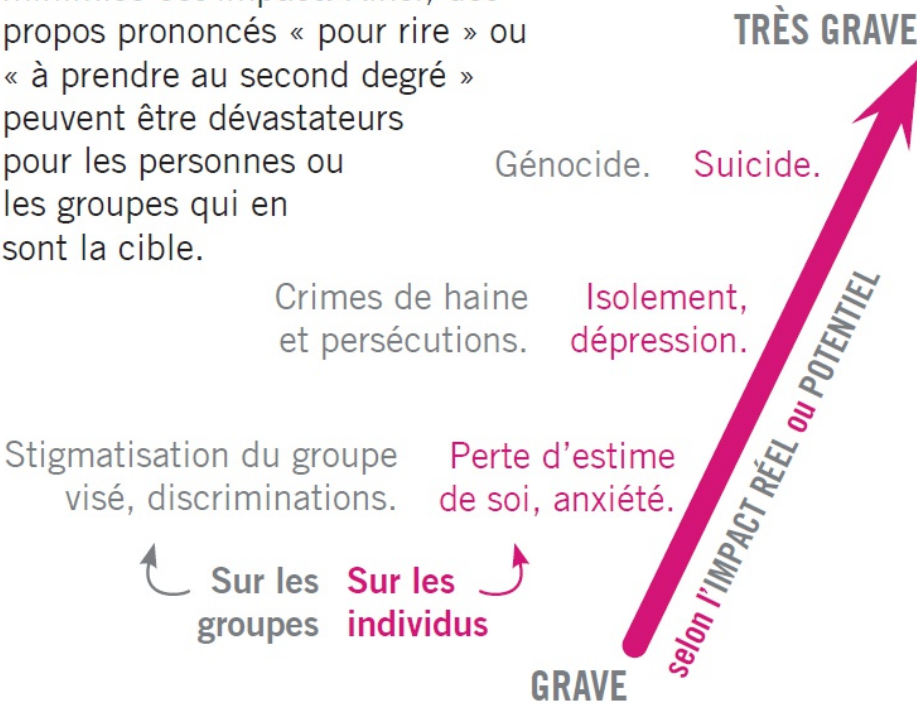 propos prononcés « pour rire » ou
« à prendre au second degré »
peuvent être dévastateurs
pour les personnes ou
les groupes qui en
sont la cible.
TRÈS GRAVE
Génocide. Suicide.
Crimes de haine
et persécutions.
Isolement,
dépression.
Stigmatisation du groupe
visé, discriminations.
Perte d'estime
de soi, anxiété.
Sur les
groupes
Sur les
individus
selon l'IMPACT RÉEL ou POTENTIEL
GRAVE